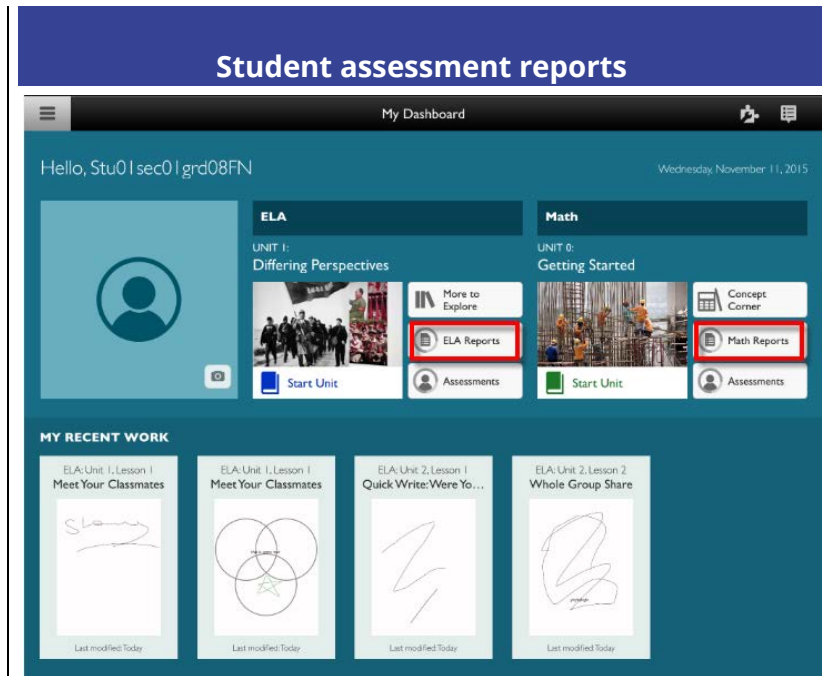 Student assessment reports
My Dashboard
Hello, Stu01sec01grd08FN
Wednesday, November 11, 2015
ELA
UNIT 1:
Differing Perspectives
More to
Explore
ELA Reports
Start Unit
Assessments
Math
UNIT 0:
Getting Started
Concept
Corner
Math Reports
Start Unit
Assessments
MY RECENT WORK
ELA: Unit 1, Lesson 1
Meet Your Classmates
Last modified: Today
ELA: Unit 1, Lesson 1
Meet Your Classmates
Last modified: Today
ELA: Unit 2, Lesson 1
Quick Write: Were Yo...
Last modified: Today
ELA: Unit 2, Lesson 2
Whole Group Share
Last modified: Today